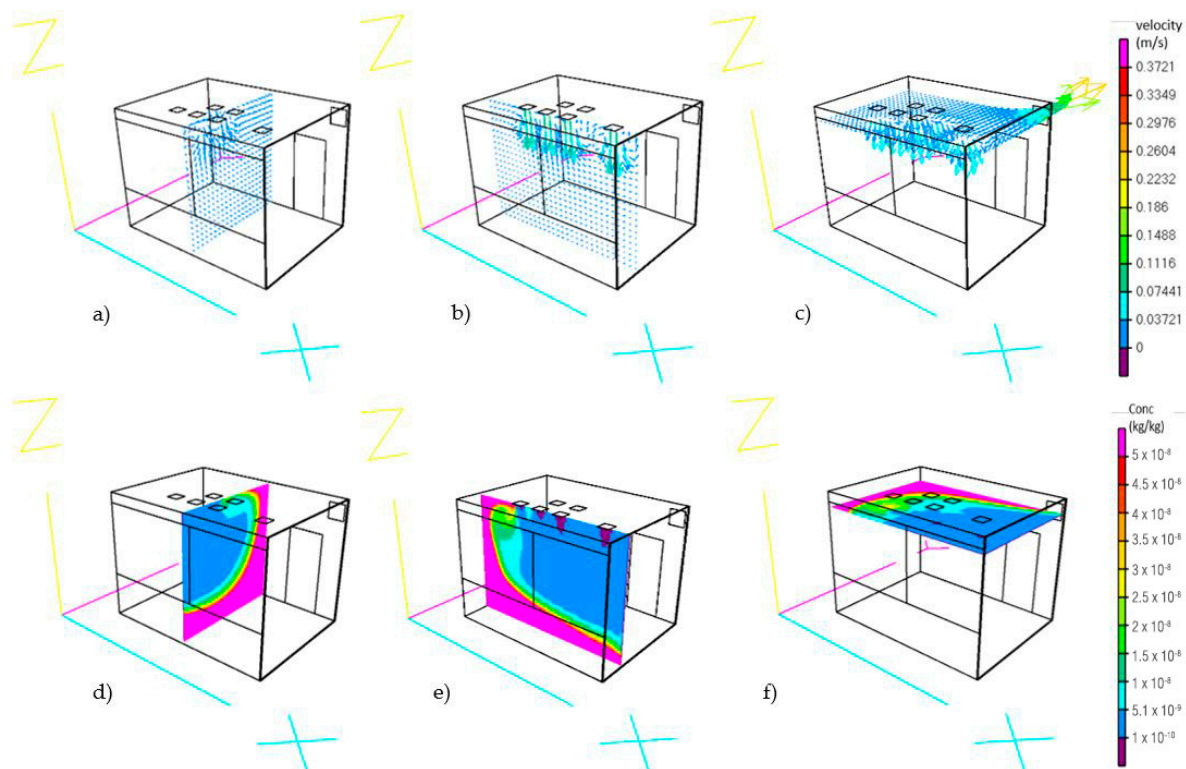 Z
Z
Z
velocity
(m/s)
0.3721
0.3349
0.2976
0.2604
0.2232
0.186
0.1488
0.1116
0.07441
0.03721
0
a)
b)
c)
X
X
X
Z
Z
Z
Conc
(kg/kg)
5 x 10⁻⁸
4.5 x 10⁻⁸
4 x 10⁻⁸
3.5 x 10⁻⁸
3 x 10⁻⁸
2.5 x 10⁻⁸
2 x 10⁻⁸
1.5 x 10⁻⁸
1 x 10⁻⁸
5.1 x 10⁻⁹
1 x 10⁻¹⁰
d)
e)
f)
X
X
X